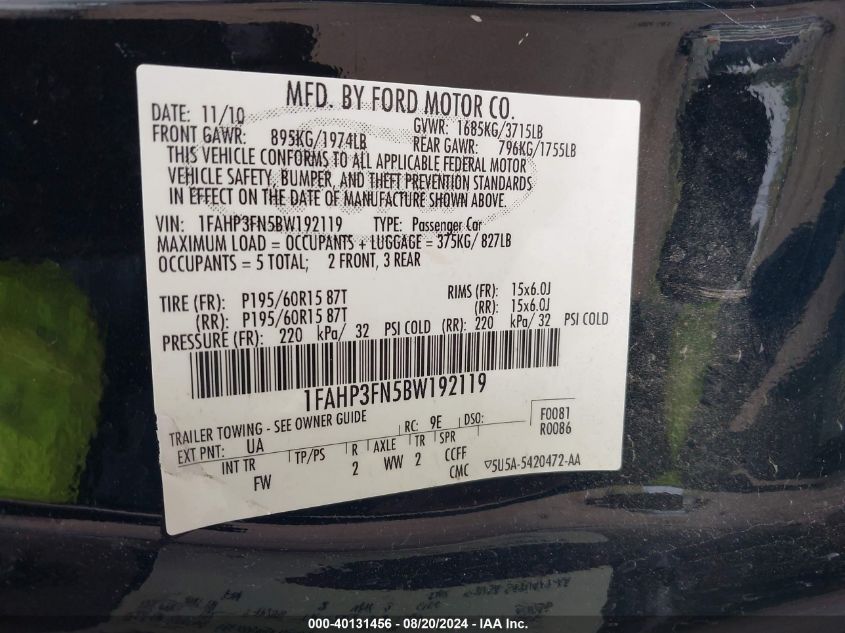 MFD. BY FORD MOTOR CO.
DATE: 11/10 GVWR: 1685KG/3715LB
FRONT GAWR: 895KG/1974LB REAR GAWR: 796KG/1755LB
THIS VEHICLE CONFORMS TO ALL APPLICABLE FEDERAL MOTOR
VEHICLE SAFETY, BUMPER, AND THEFT PREVENTION STANDARDS
IN EFFECT ON THE DATE OF MANUFACTURE SHOWN ABOVE.
VIN: 1FAHP3FN5BW192119 TYPE: Passenger Car
MAXIMUM LOAD = OCCUPANTS + LUGGAGE = 375KG/ 827LB
OCCUPANTS = 5 TOTAL; 2 FRONT, 3 REAR
TIRE (FR): P195/60R15 87T RIMS (FR): 15x6.0J
(RR): P195/60R15 87T (RR): 15x6.0J
PRESSURE (FR): 220 kPa/ 32 PSI COLD (RR): 220 kPa/ 32 PSI COLD
1FAHP3FN5BW192119
TRAILER TOWING - SEE OWNER GUIDE RC: 9E DSO: F0081
EXT PNT: UA R0086
INT TR TP/PS R AXLE TR SPR
FW 2 WW 2 CCFF
CMC 5U5A-5420472-AA
000-40131456 - 08/20/2024 - IAA Inc.